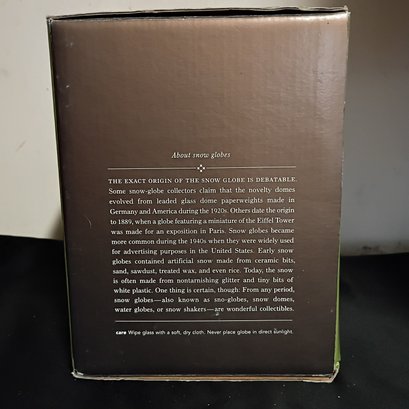 About snow globes
THE EXACT ORIGIN OF THE SNOW GLOBE IS DEBATABLE.
Some snow-globe collectors claim that the novelty domes
evolved from leaded glass dome paperweights made in
Germany and America during the 1920s. Others date the origin
to 1889, when a globe featuring a miniature of the Eiffel Tower
was made for an exposition in Paris. Snow globes became
more common during the 1940s when they were widely used
for advertising purposes in the United States. Early snow
globes contained artificial snow made from ceramic bits,
sand, sawdust, treated wax, and even rice. Today, the snow
is often made from nontarnishing glitter and tiny bits of
white plastic. One thing is certain, though: From any period,
snow globes—also known as sno-globes, snow domes,
water globes, or snow shakers—are wonderful collectibles.
care Wipe glass with a soft, dry cloth. Never place globe in direct sunlight.